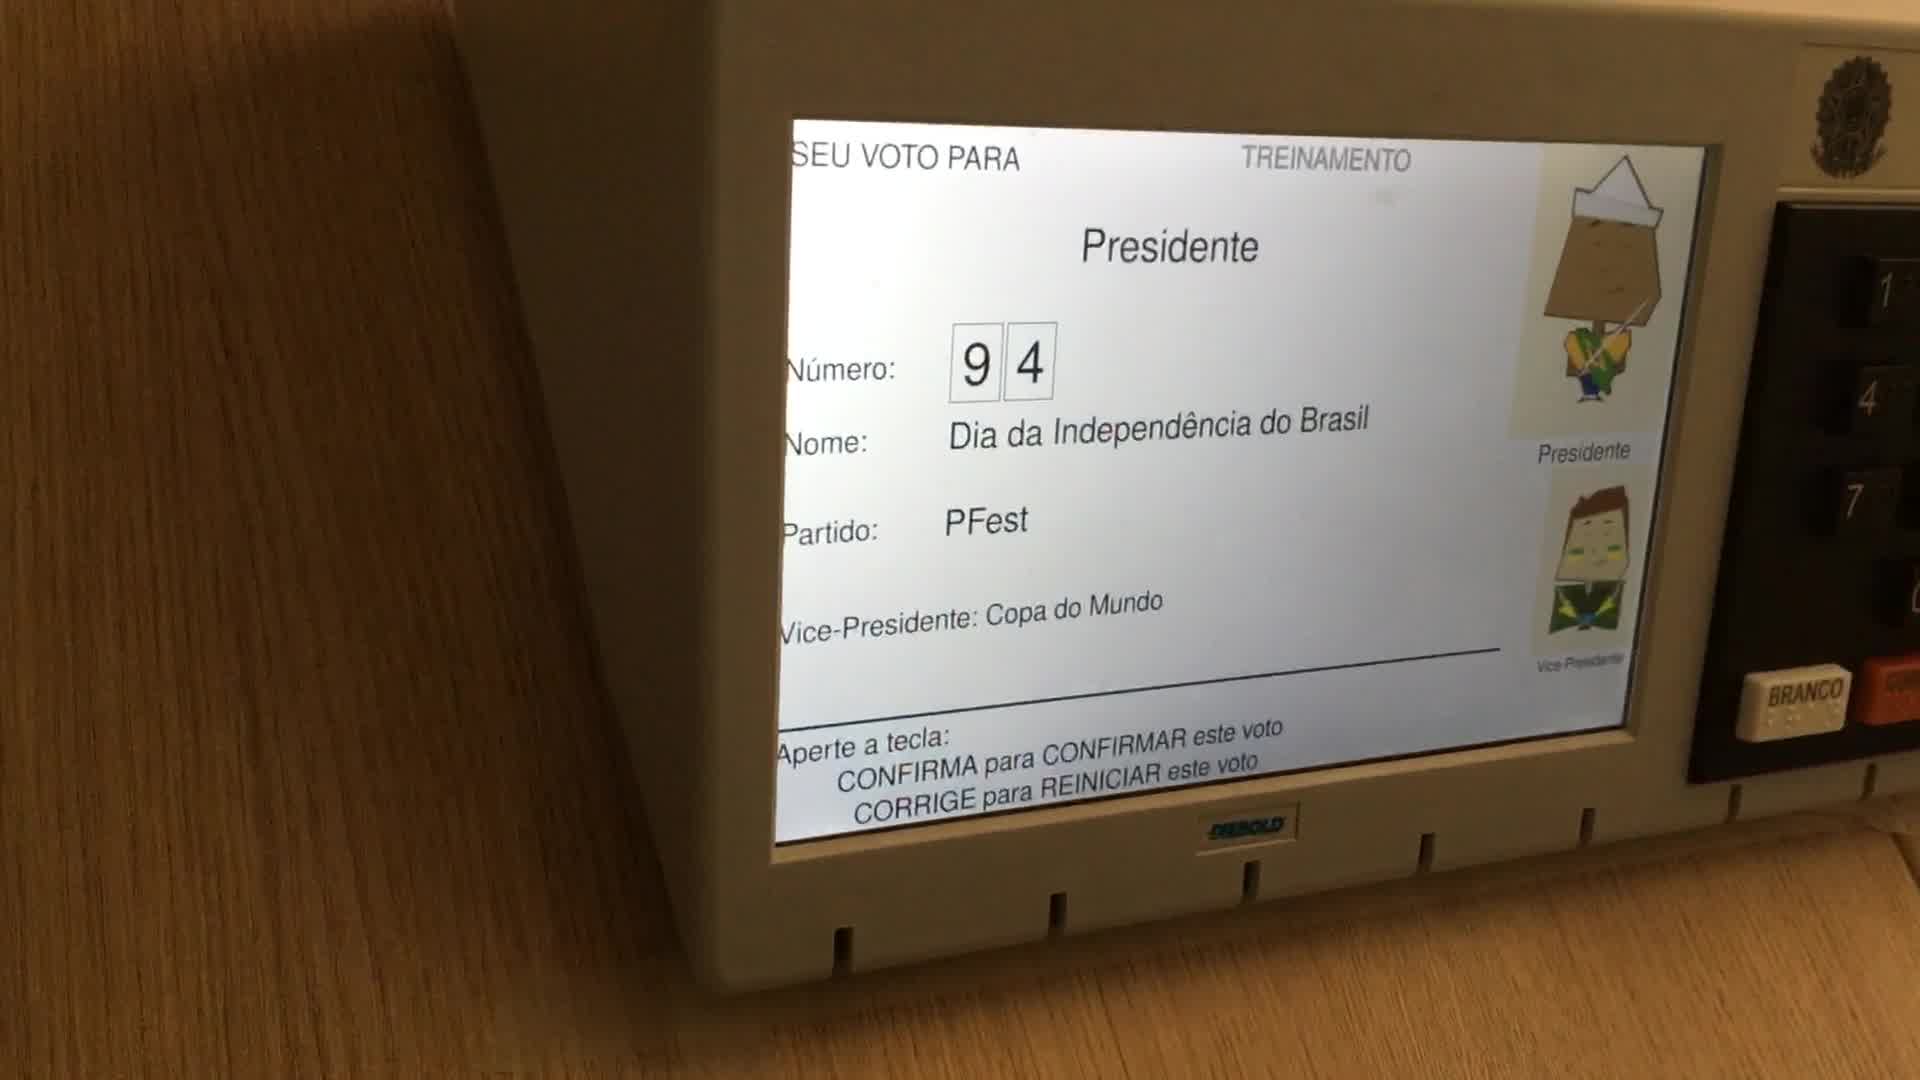 SEU VOTO PARA
TREINAMENTO
Presidente
Número: 9 4
Nome: Dia da Independência do Brasil
Partido: PFest
Vice-Presidente: Copa do Mundo
Presidente
Vice-Presidente
Aperte a tecla:
CONFIRMA para CONFIRMAR este voto
CORRIGE para REINICIAR este voto
DIEBOLD
1
4
7
BRANCO